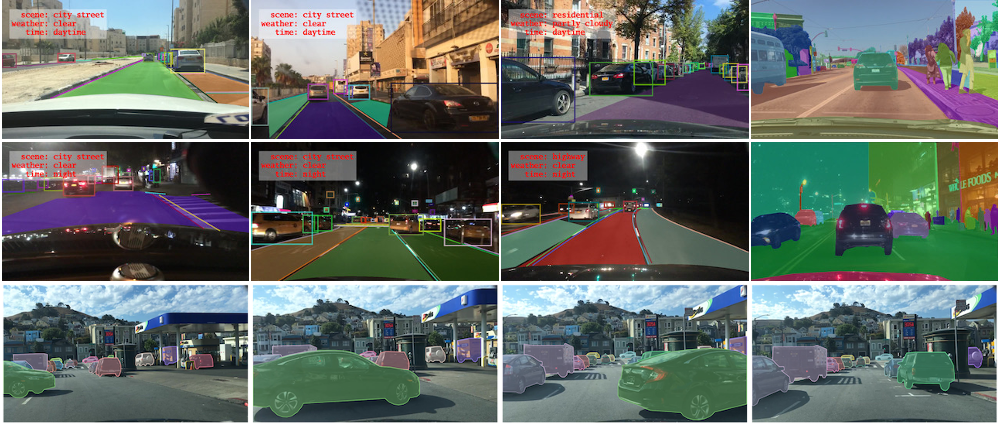 scene: city street
weather: clear
time: daytime
scene: city street
weather: clear
time: daytime
scene: residential
weather: partly cloudy
time: daytime
scene: city street
weather: clear
time: night
scene: city street
weather: clear
time: night
scene: highway
weather: clear
time: night
WHOLE FOODS